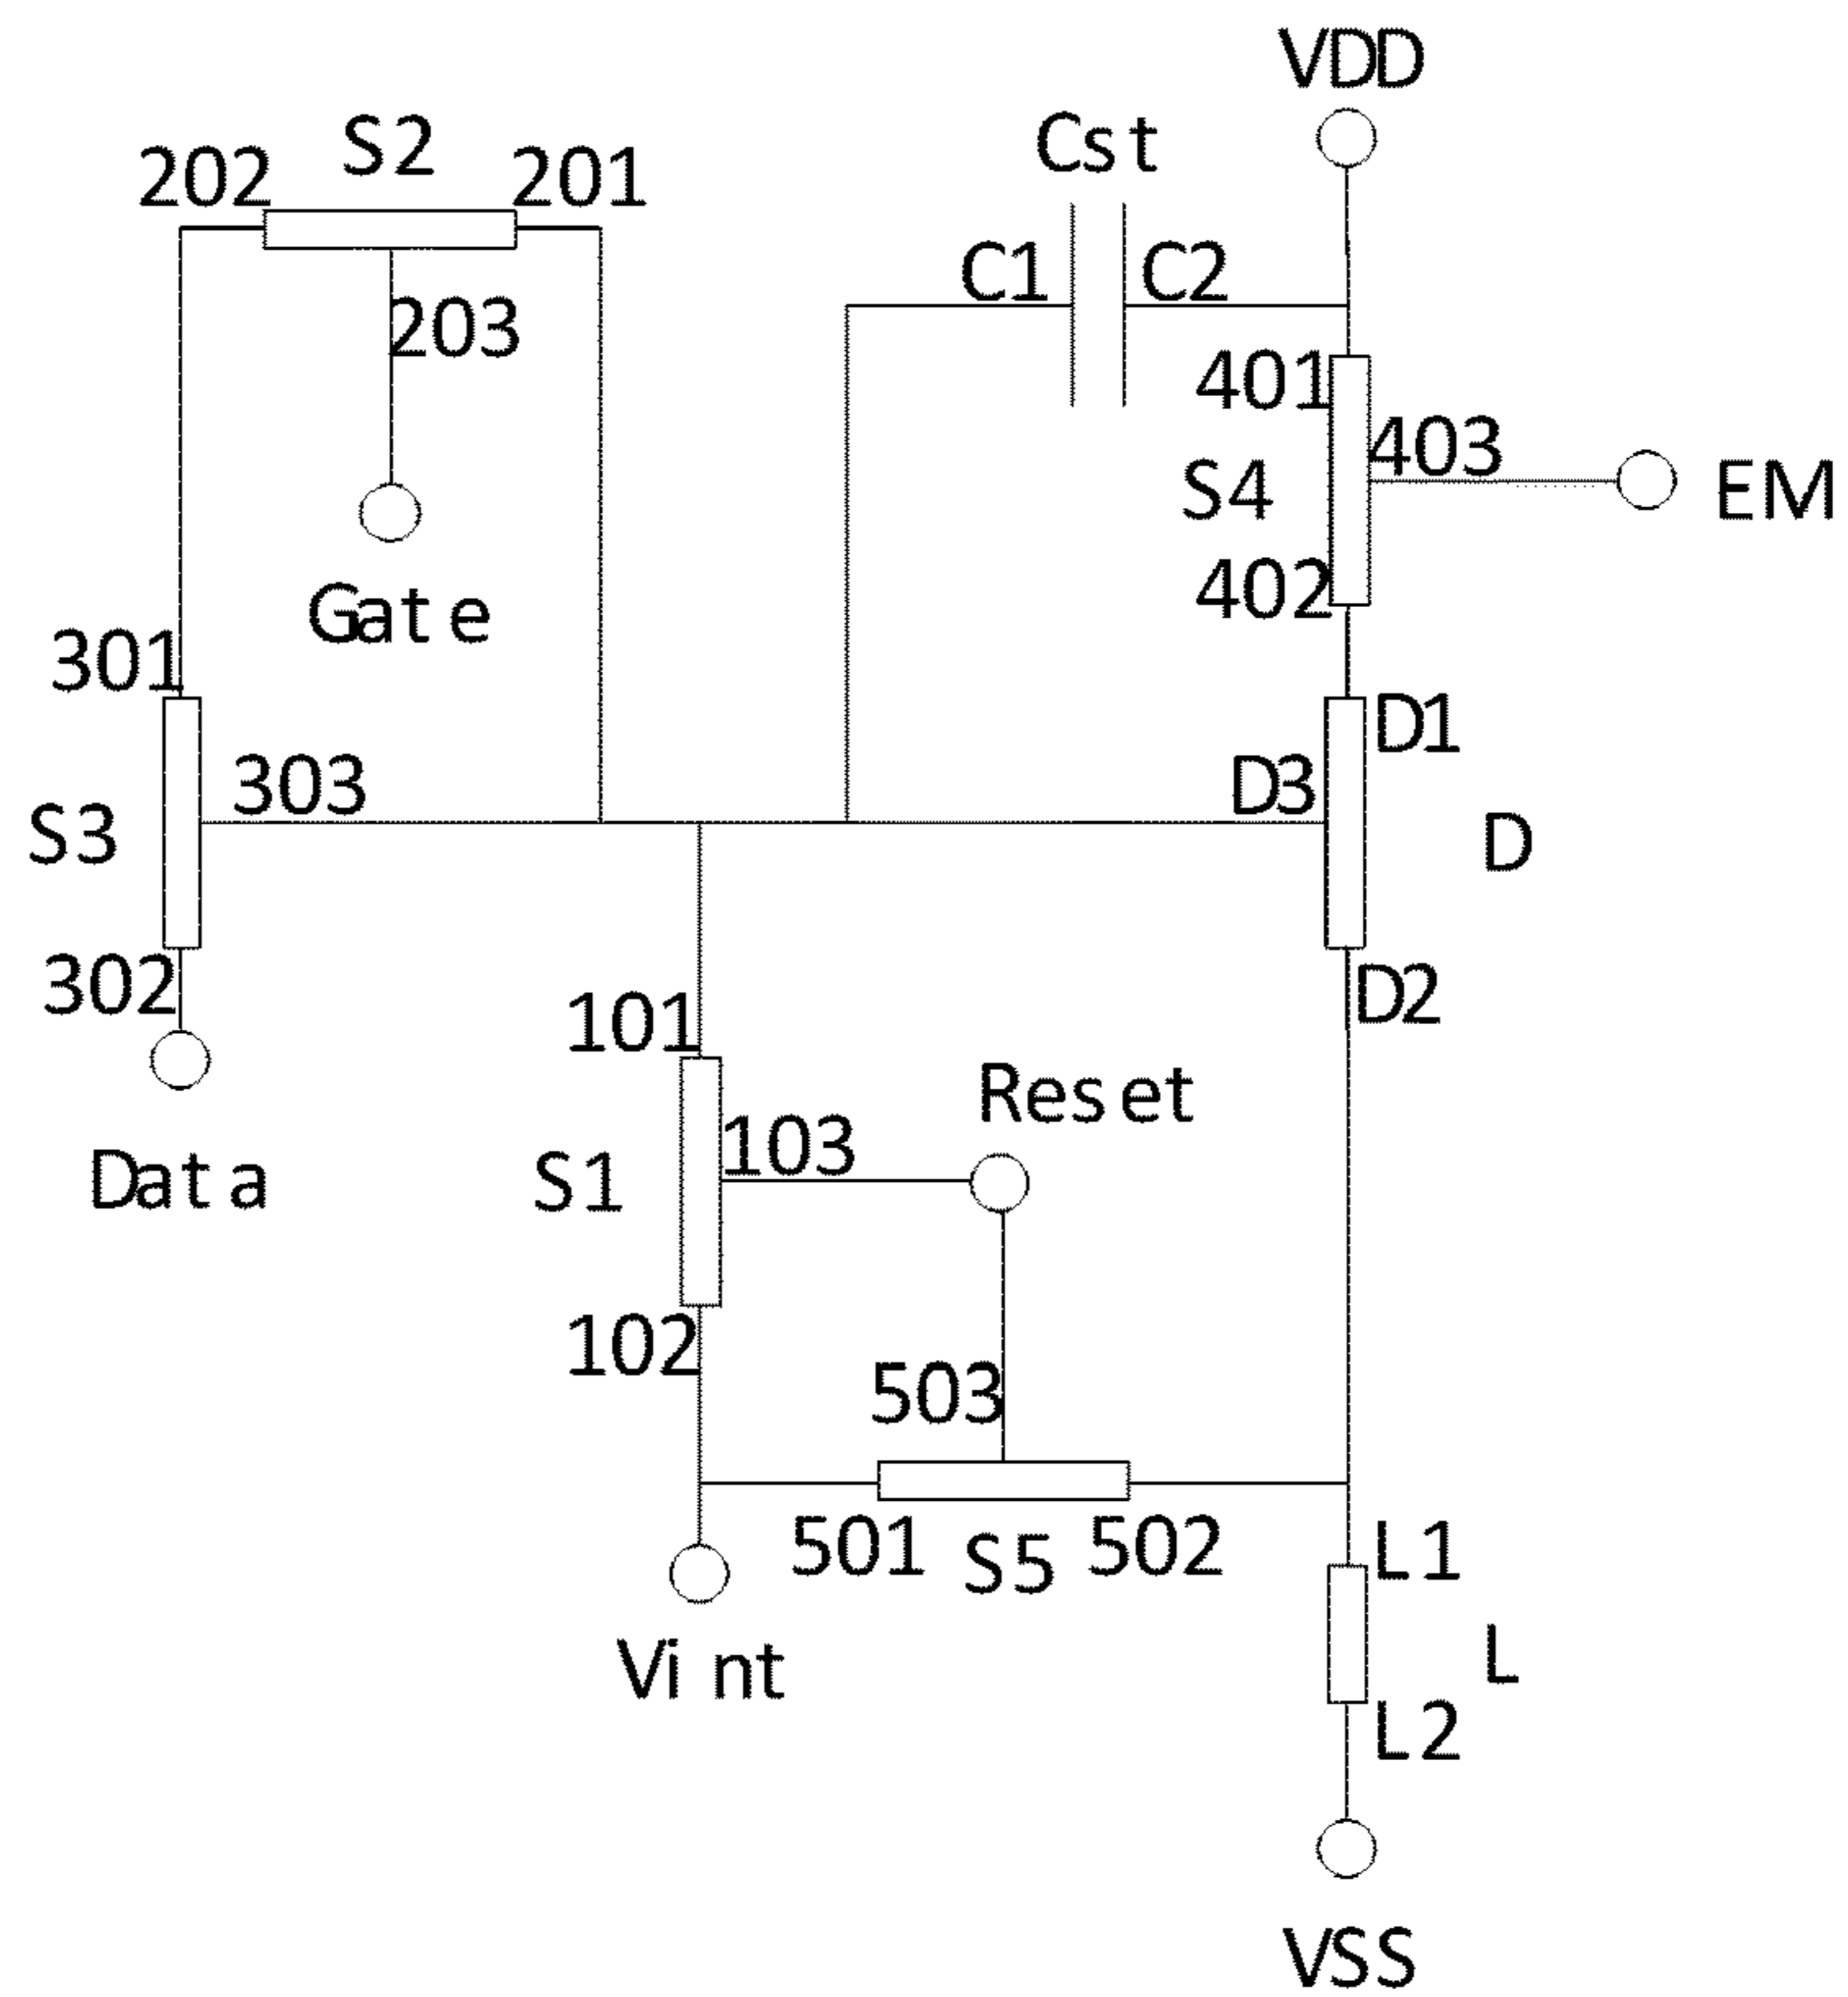 VDD
S2
Cst
202
201
C1
C2
203
401
403
S4
EM
402
Gate
301
D1
303
D3
S3
D
302
D2
101
Reset
103
Data
S1
102
503
501
S5
502
L1
Vint
L
L2
VSS